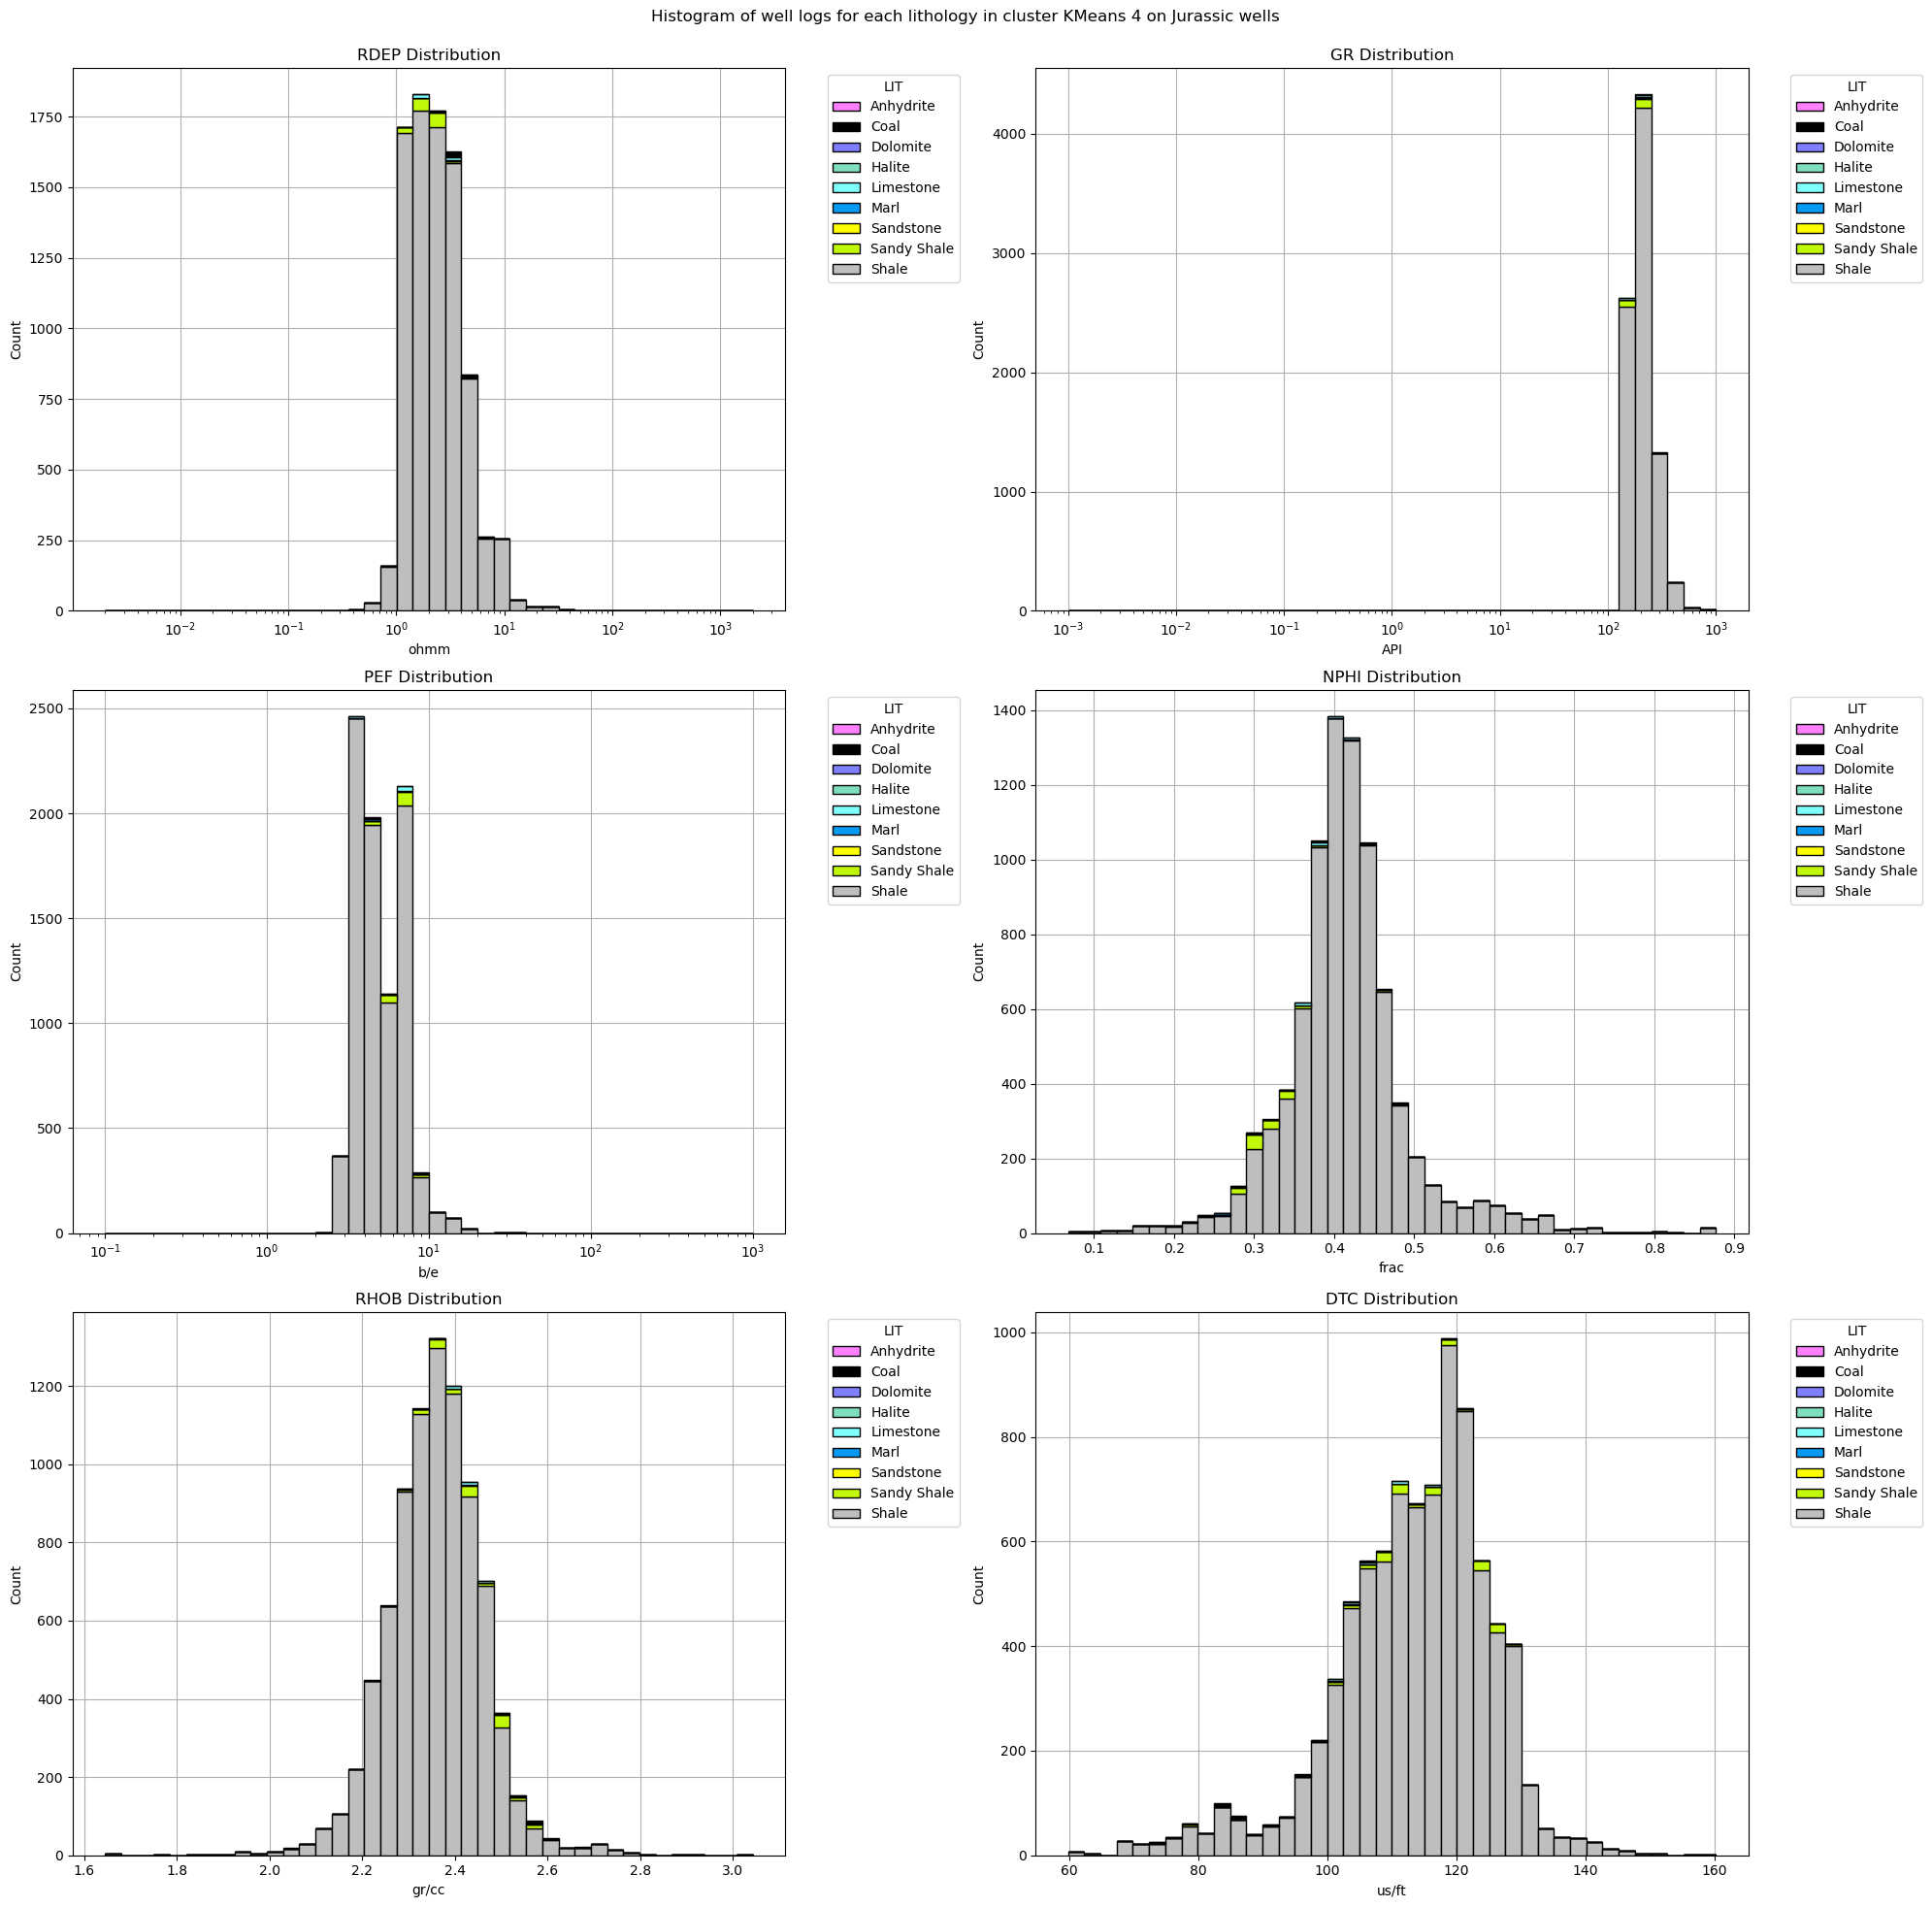 Histogram of well logs for each lithology in cluster KMeans 4 on Jurassic wells
RDEP Distribution
Count
1750
1500
1250
1000
750
500
250
0
10⁻²
10⁻¹
10⁰
10¹
10²
10³
ohmm
LIT
Anhydrite
Coal
Dolomite
Halite
Limestone
Marl
Sandstone
Sandy Shale
Shale
GR Distribution
Count
4000
3000
2000
1000
0
10⁻³
10⁻²
10⁻¹
10⁰
10¹
10²
10³
API
LIT
Anhydrite
Coal
Dolomite
Halite
Limestone
Marl
Sandstone
Sandy Shale
Shale
PEF Distribution
Count
2500
2000
1500
1000
500
0
10⁻¹
10⁰
10¹
10²
10³
b/e
LIT
Anhydrite
Coal
Dolomite
Halite
Limestone
Marl
Sandstone
Sandy Shale
Shale
NPHI Distribution
Count
1400
1200
1000
800
600
400
200
0
0.1
0.2
0.3
0.4
0.5
0.6
0.7
0.8
0.9
frac
LIT
Anhydrite
Coal
Dolomite
Halite
Limestone
Marl
Sandstone
Sandy Shale
Shale
RHOB Distribution
Count
1200
1000
800
600
400
200
0
1.6
1.8
2.0
2.2
2.4
2.6
2.8
3.0
gr/cc
LIT
Anhydrite
Coal
Dolomite
Halite
Limestone
Marl
Sandstone
Sandy Shale
Shale
DTC Distribution
Count
1000
800
600
400
200
0
60
80
100
120
140
160
us/ft
LIT
Anhydrite
Coal
Dolomite
Halite
Limestone
Marl
Sandstone
Sandy Shale
Shale